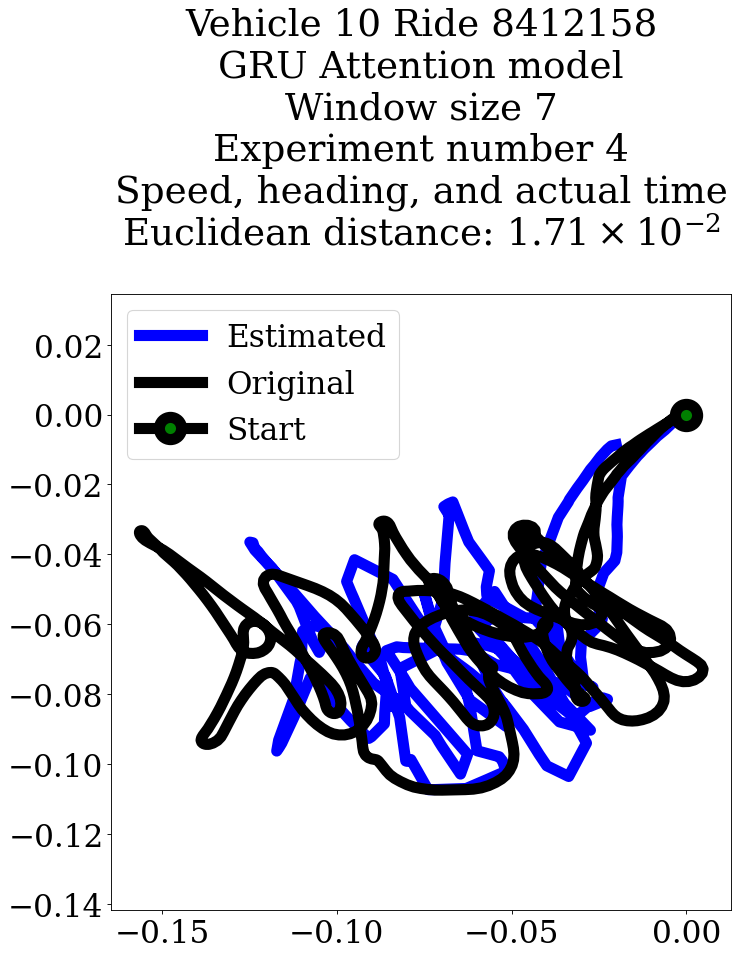 Vehicle 10 Ride 8412158
GRU Attention model
Window size 7
Experiment number 4
Speed, heading, and actual time
Euclidean distance: 1.71 × 10⁻²
Estimated
Original
Start
0.02
0.00
−0.02
−0.04
−0.06
−0.08
−0.10
−0.12
−0.14
−0.15
−0.10
−0.05
0.00